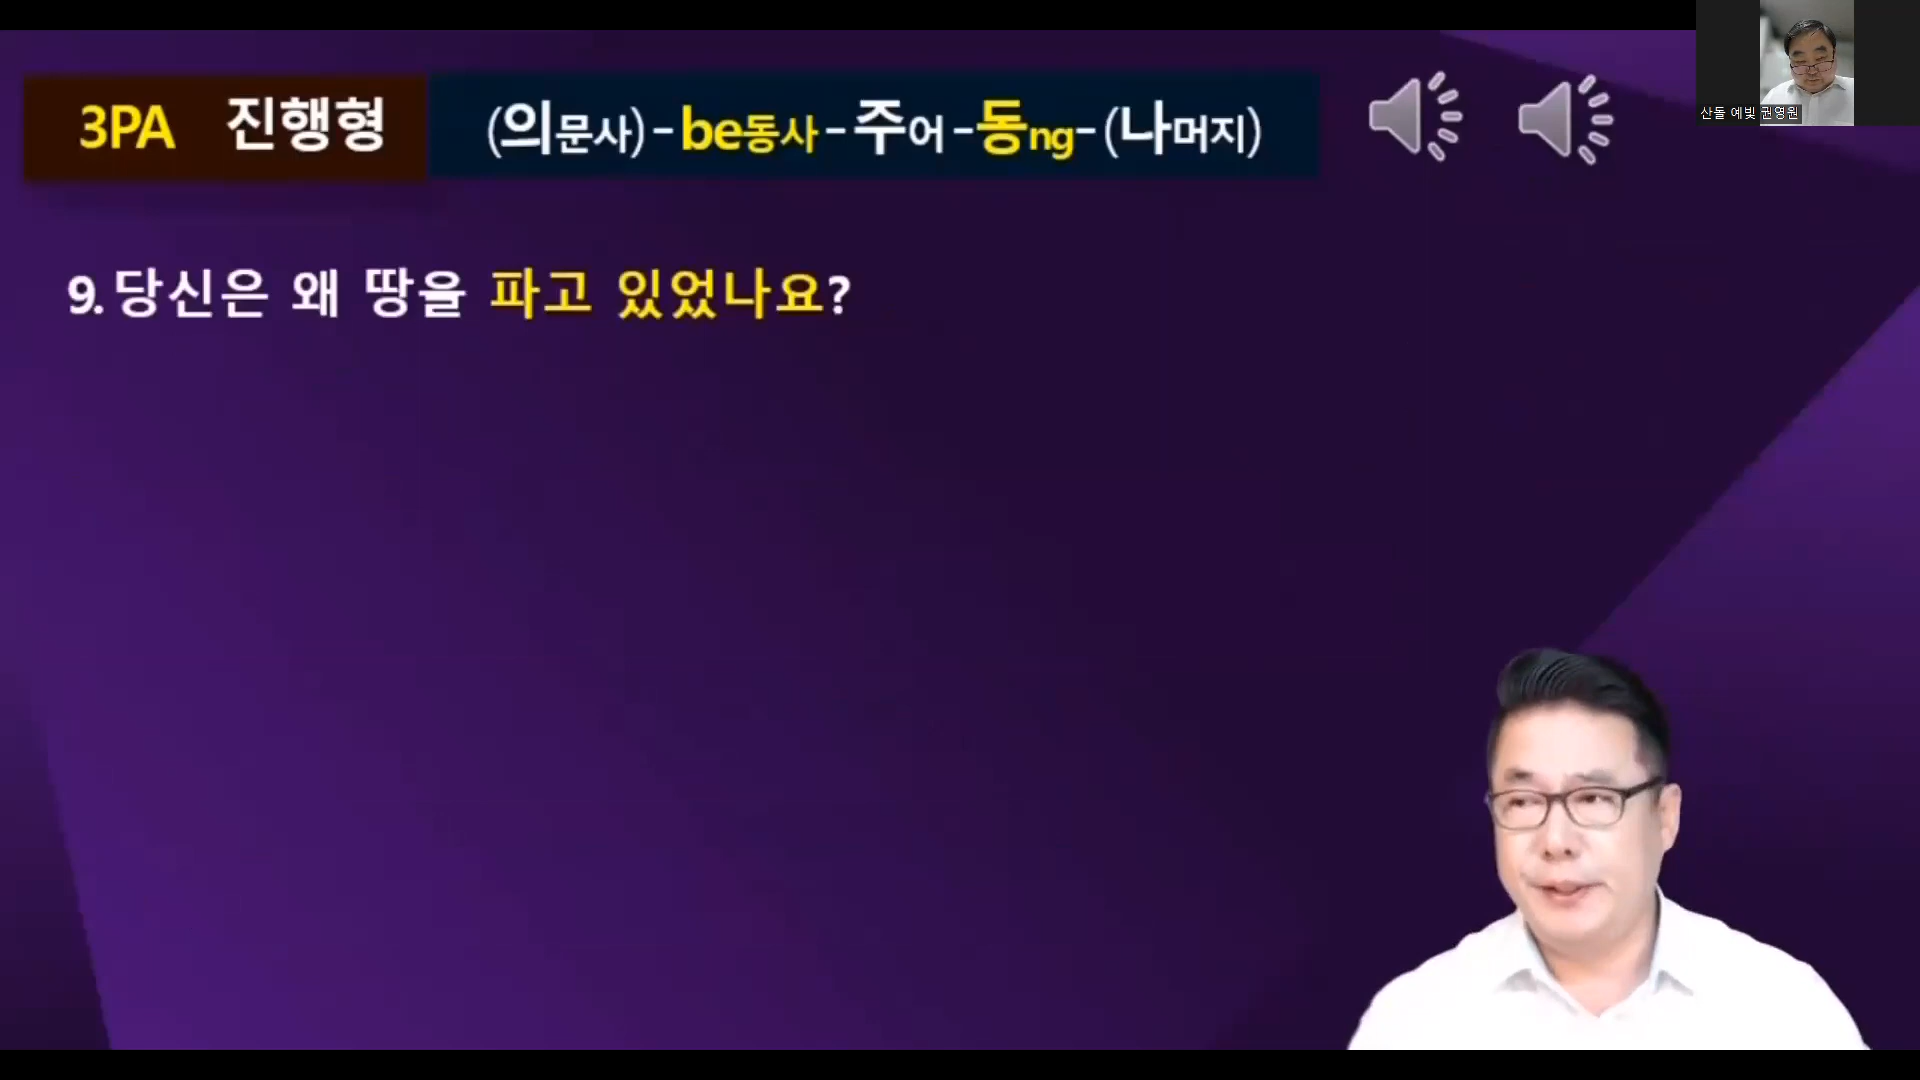 3PA 진행형 (의문사) - be동사 - 주어 - 동ng - (나머지)
산돌 예빛 권영원
9. 당신은 왜 땅을 파고 있었나요?